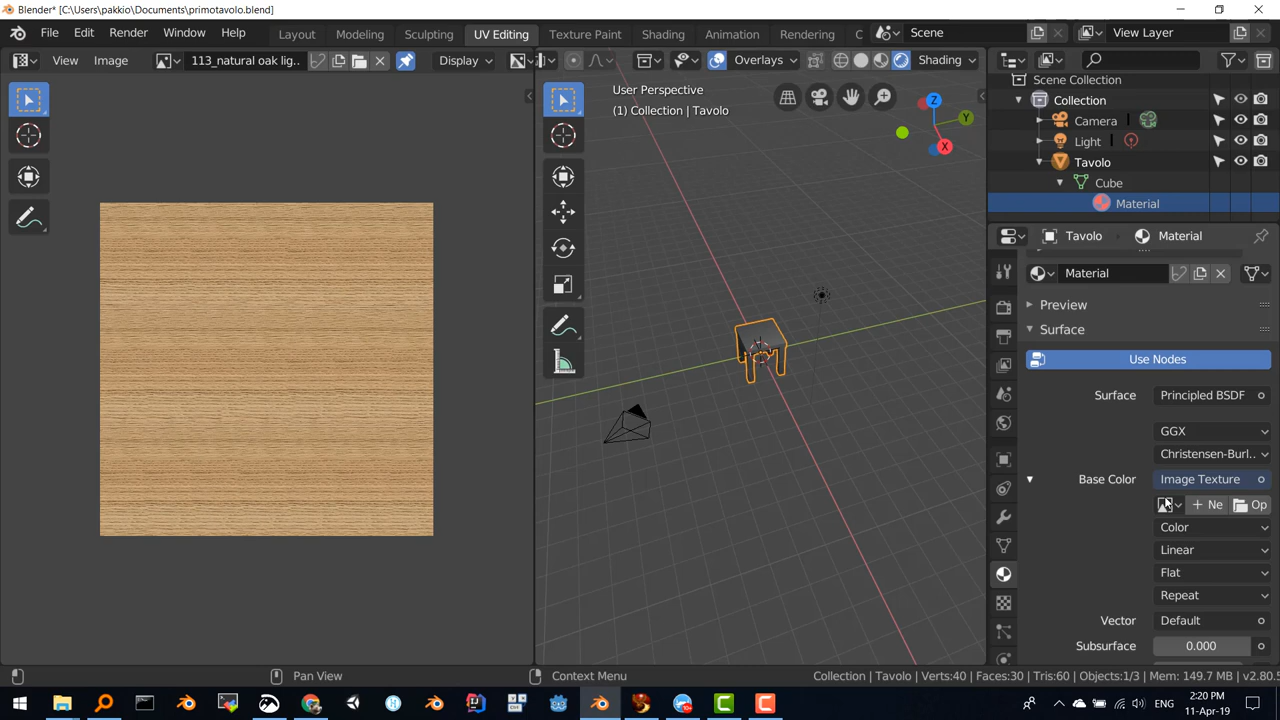 Blender* [C:\Users\pakkio\Documents\primotavolo.blend]
File Edit Render Window Help Layout Modeling Sculpting UV Editing Texture Paint Shading Animation Rendering C Scene View Layer
View Image 113_natural oak lig.. Display Overlays Shading
User Perspective
(1) Collection | Tavolo
Z
Y
X
Scene Collection
Collection
Camera
Light
Tavolo
Cube
Material
Tavolo Material
Material
Preview
Surface
Use Nodes
Surface Principled BSDF
GGX
Christensen-Burl..
Base Color Image Texture
+ Ne Op
Color
Linear
Flat
Repeat
Vector Default
Subsurface 0.000
Pan View Context Menu Collection | Tavolo | Verts:40 | Faces:30 | Tris:60 | Objects:1/3 | Mem: 149.7 MB | v2.80.5
ENG 2:20 PM
11-Apr-19